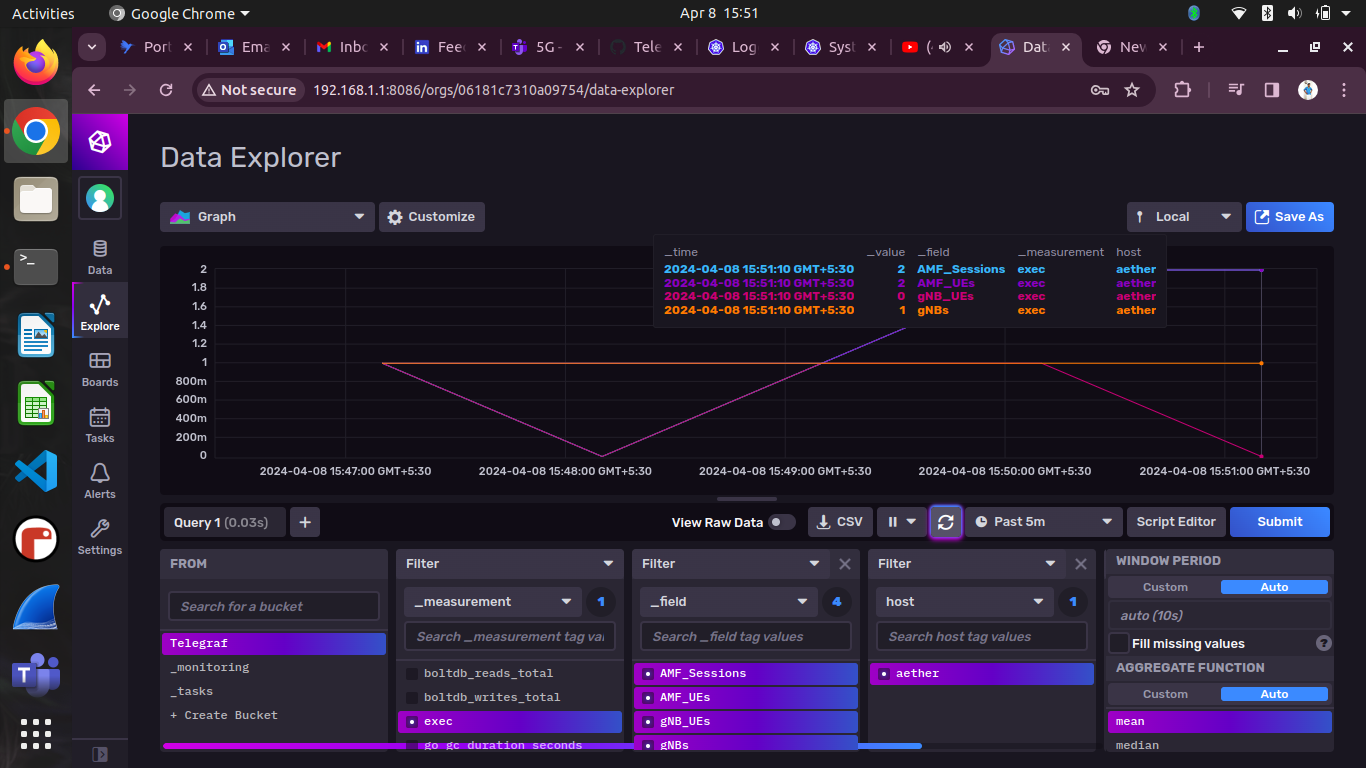 Activities Google Chrome Apr 8 15:51
Port Ema Inbo Fee 5G - Tele Log Syst ( Data New
Not secure 192.168.1.1:8086/orgs/06181c7310a09754/data-explorer
Data Explorer
Graph Customize Local Save As
_time _value _field _measurement host
2024-04-08 15:51:10 GMT+5:30 2 AMF_Sessions exec aether
2024-04-08 15:51:10 GMT+5:30 2 AMF_UEs exec aether
2024-04-08 15:51:10 GMT+5:30 0 gNB_UEs exec aether
2024-04-08 15:51:10 GMT+5:30 1 gNBs exec aether
2
1.8
1.6
1.4
1.2
1
800m
600m
400m
200m
0
2024-04-08 15:47:00 GMT+5:30 2024-04-08 15:48:00 GMT+5:30 2024-04-08 15:49:00 GMT+5:30 2024-04-08 15:50:00 GMT+5:30 2024-04-08 15:51:00 GMT+5:30
Data
Explore
Boards
Tasks
Alerts
Settings
Query 1 (0.03s) + View Raw Data CSV Past 5m Script Editor Submit
FROM
Search for a bucket
Telegraf
_monitoring
_tasks
+ Create Bucket
Filter
_measurement 1
Search _measurement tag val
boltdb_reads_total
boltdb_writes_total
exec
go_gc_duration_seconds
Filter
_field 4
Search _field tag values
AMF_Sessions
AMF_UEs
gNB_UEs
gNBs
Filter
host 1
Search host tag values
aether
WINDOW PERIOD
Custom Auto
auto (10s)
Fill missing values ?
AGGREGATE FUNCTION
Custom Auto
mean
median